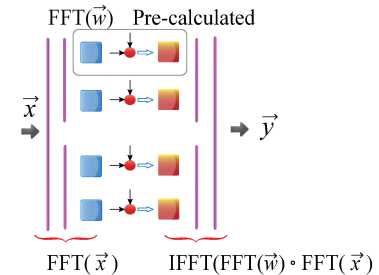 FFT(w⃗) Pre-calculated
x⃗
y⃗
FFT( x⃗ )
IFFT(FFT(w⃗) ∘ FFT( x⃗ )